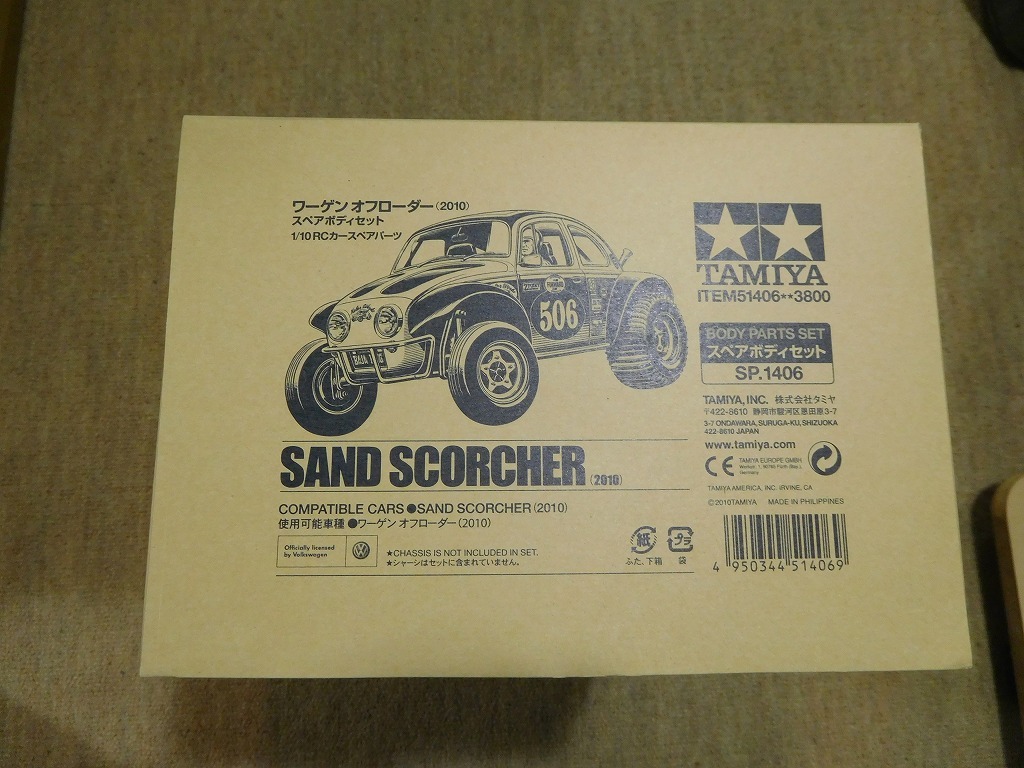 ワーゲン オフローダー(2010)
スペアボディセット
1/10 RCカースペアパーツ
506
TAMIYA
ITEM51406**3800
BODY PARTS SET
スペアボディセット
SP.1406
TAMIYA, INC. 株式会社タミヤ
〒422-8610 静岡市駿河区恩田原3-7
3-7 ONDAWARA, SURUGA-KU, SHIZUOKA
422-8610 JAPAN
www.tamiya.com
CE
TAMIYA EUROPE GMBH
Germany
TAMIYA AMERICA, INC. IRVINE, CA
©2010TAMIYA MADE IN PHILIPPINES
SAND SCORCHER (2010)
COMPATIBLE CARS ●SAND SCORCHER (2010)
使用可能車種 ●ワーゲン オフローダー(2010)
Officially licensed
by Volkswagen
★CHASSIS IS NOT INCLUDED IN SET.
★シャーシはセットに含まれていません。
紙
プラ
ふた、下箱
袋
4 950344 514069